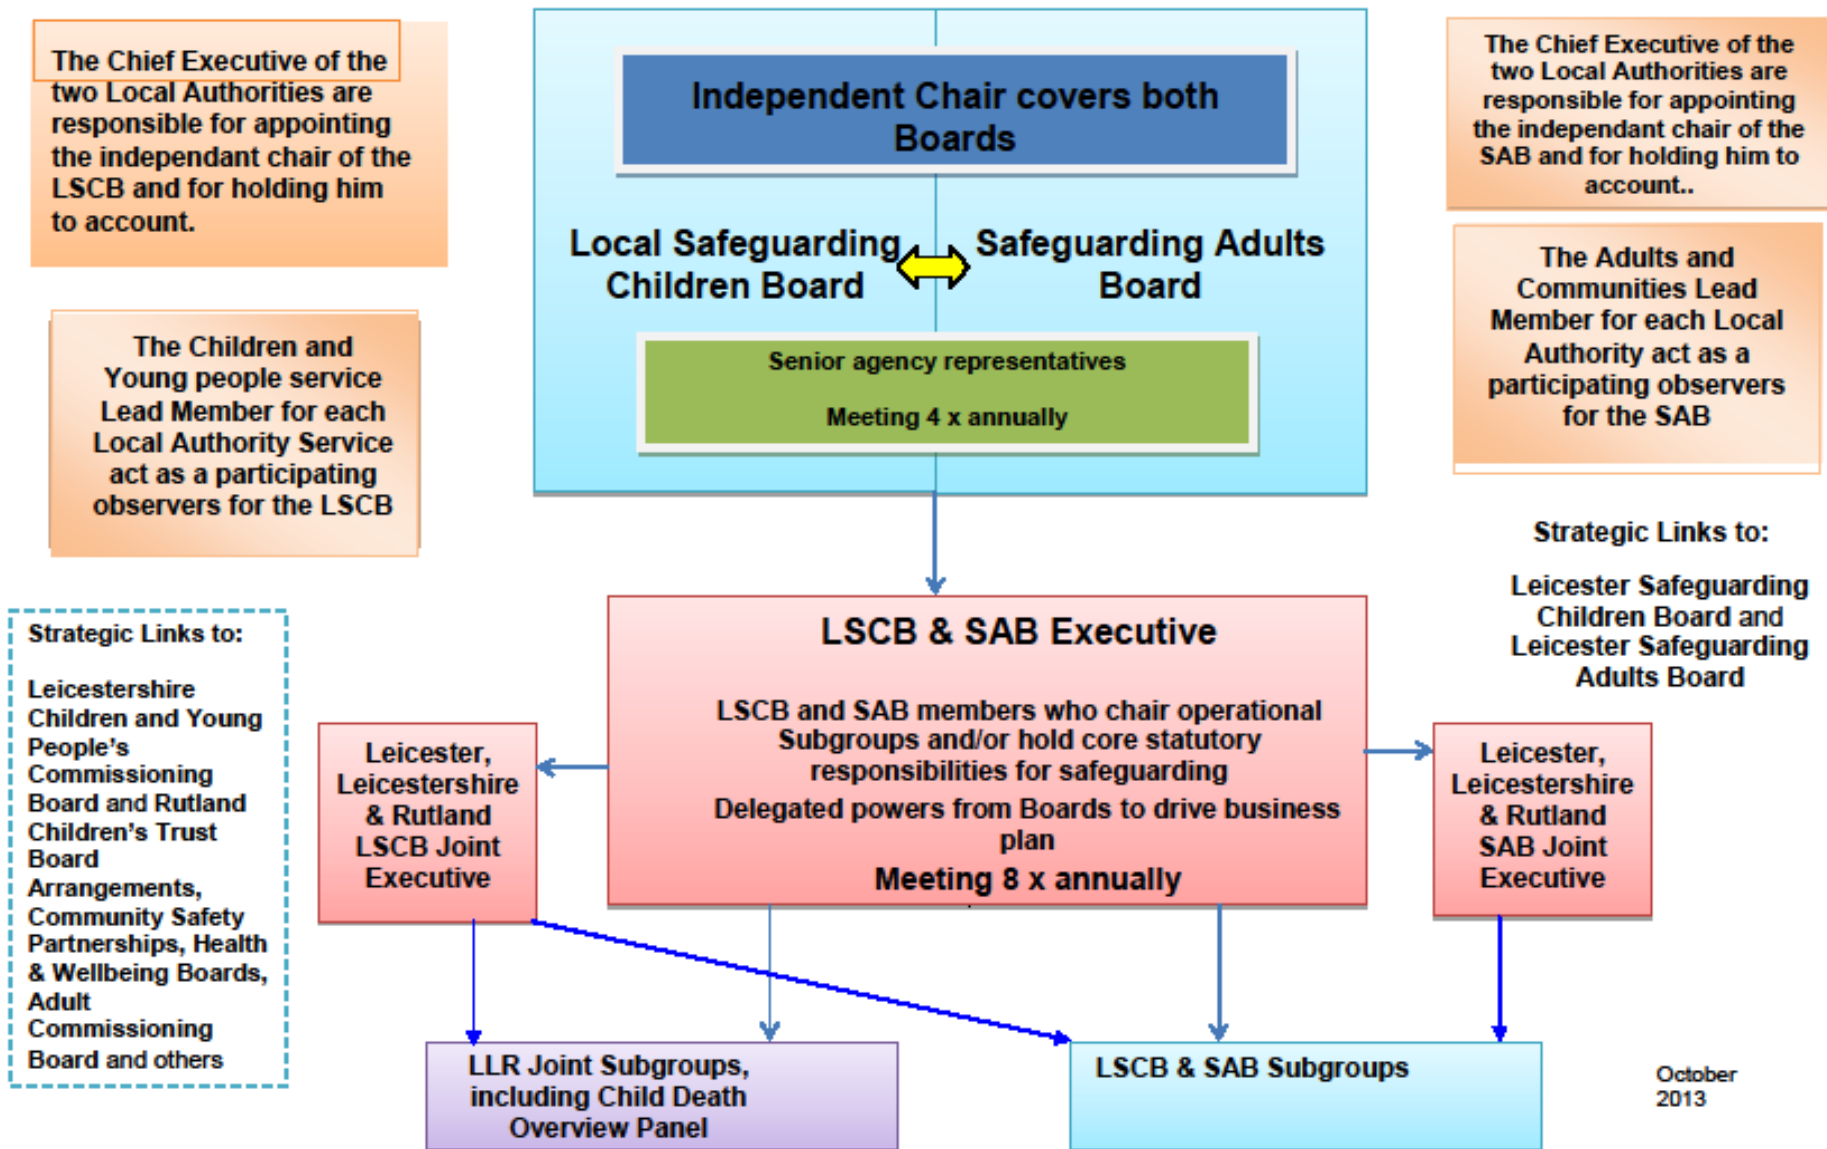 The Chief Executive of the
two Local Authorities are
responsible for appointing
the independant chair of the
LSCB and for holding him
to account.
Independent Chair covers both
Boards
The Chief Executive of the
two Local Authorities are
responsible for appointing
the independant chair of the
SAB and for holding him to
account..
Local Safeguarding
Children Board
Safeguarding Adults
Board
The Children and
Young people service
Lead Member for each
Local Authority Service
act as a participating
observers for the LSCB
Senior agency representatives
Meeting 4 x annually
The Adults and
Communities Lead
Member for each Local
Authority act as a
participating observers
for the SAB
Strategic Links to:
Leicester Safeguarding
Children Board and
Leicester Safeguarding
Adults Board
Strategic Links to:
Leicestershire
Children and Young
People's
Commissioning
Board and Rutland
Children's Trust
Board
Arrangements,
Community Safety
Partnerships, Health
& Wellbeing Boards,
Adult
Commissioning
Board and others
LSCB & SAB Executive
LSCB and SAB members who chair operational
Subgroups and/or hold core statutory
responsibilities for safeguarding
Delegated powers from Boards to drive business
plan
Meeting 8 x annually
Leicester,
Leicestershire
& Rutland
LSCB Joint
Executive
Leicester,
Leicestershire
& Rutland
SAB Joint
Executive
LLR Joint Subgroups,
including Child Death
Overview Panel
LSCB & SAB Subgroups
October
2013